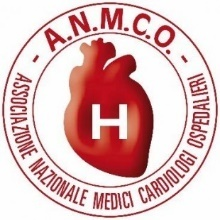 - A.N.M.C.O. -
ASSOCIAZIONE NAZIONALE MEDICI CARDIOLOGI OSPEDALIERI
H